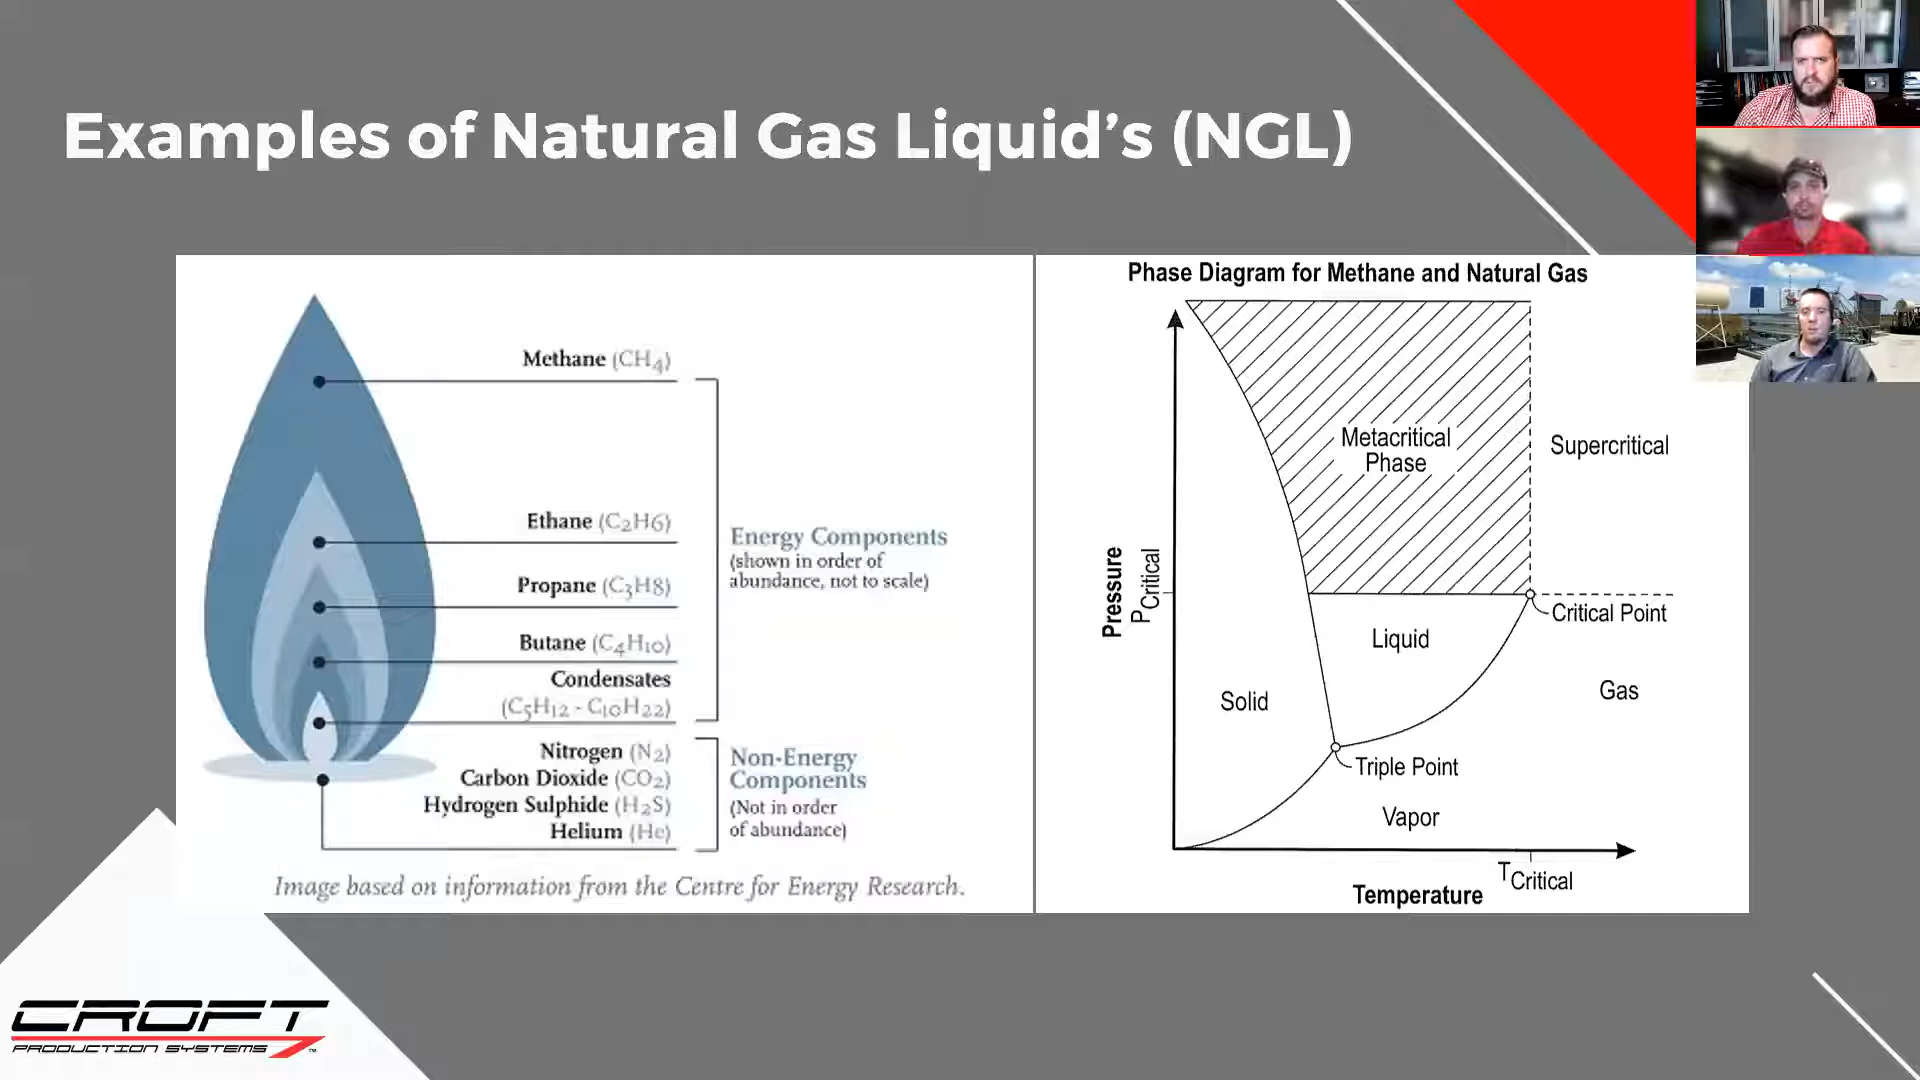 Examples of Natural Gas Liquid’s (NGL)
Methane (CH4)
Ethane (C2H6)
Propane (C3H8)
Butane (C4H10)
Condensates
(C5H12 - C10H22)
Energy Components
(shown in order of
abundance, not to scale)
Nitrogen (N2)
Carbon Dioxide (CO2)
Hydrogen Sulphide (H2S)
Helium (He)
Non-Energy
Components
(Not in order
of abundance)
Image based on information from the Centre for Energy Research.
Phase Diagram for Methane and Natural Gas
Metacritical
Phase
Supercritical
Pressure
PCritical
Critical Point
Liquid
Gas
Solid
Triple Point
Vapor
TCritical
Temperature
CROFT
PRODUCTION SYSTEMS™